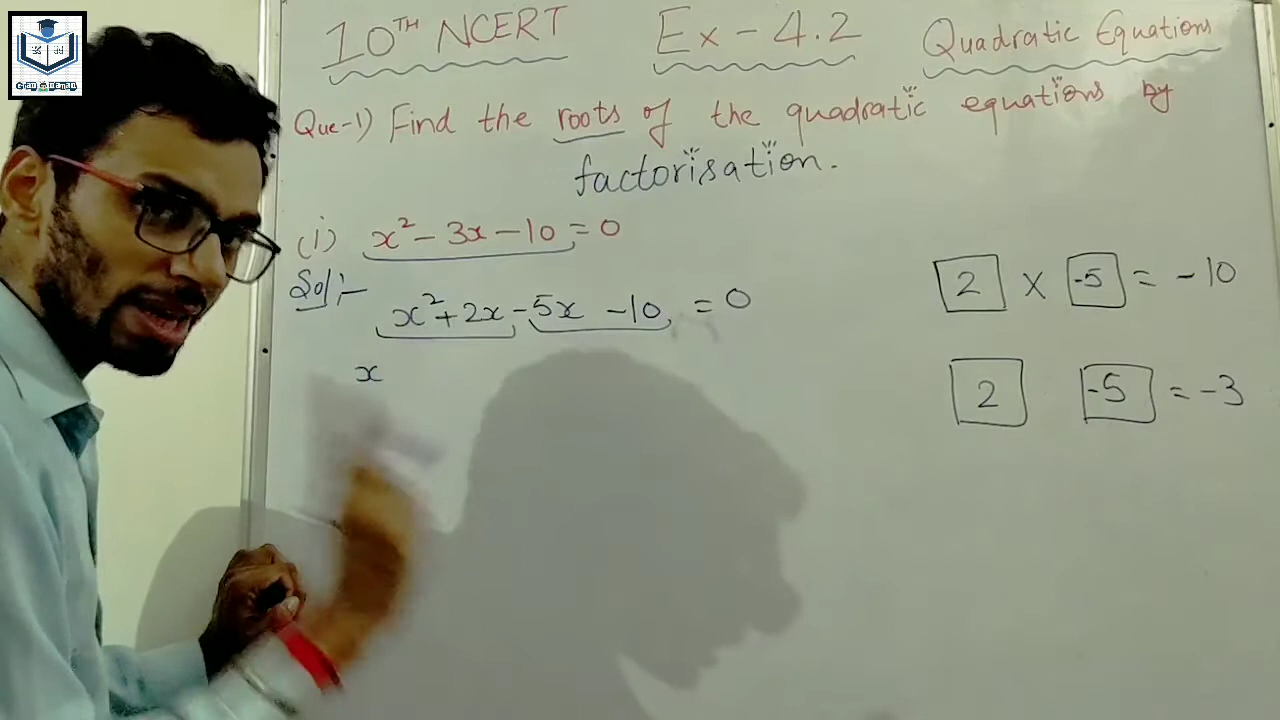 10TH NCERT Ex-4.2 Quadratic Equations
Que-1) Find the roots of the quadratic equations by
factorisation.
(i) x² - 3x - 10 = 0
Sol:-
x² + 2x - 5x - 10 = 0
x
2 x -5 = -10
2 -5 = -3